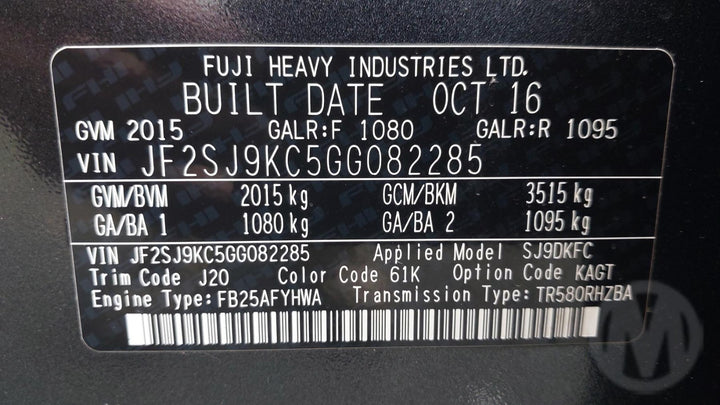 FUJI HEAVY INDUSTRIES LTD.
BUILT DATE OCT 16
GVM 2015 GALR:F 1080 GALR:R 1095
VIN JF2SJ9KC5GG082285
GVM/BVM 2015 kg GCM/BKM 3515 kg
GA/BA 1 1080 kg GA/BA 2 1095 kg
VIN JF2SJ9KC5GG082285 Applied Model SJ9DKFC
Trim Code J20 Color Code 61K Option Code KAGT
Engine Type: FB25AFYHWA Transmission Type: TR580RHZBA
M